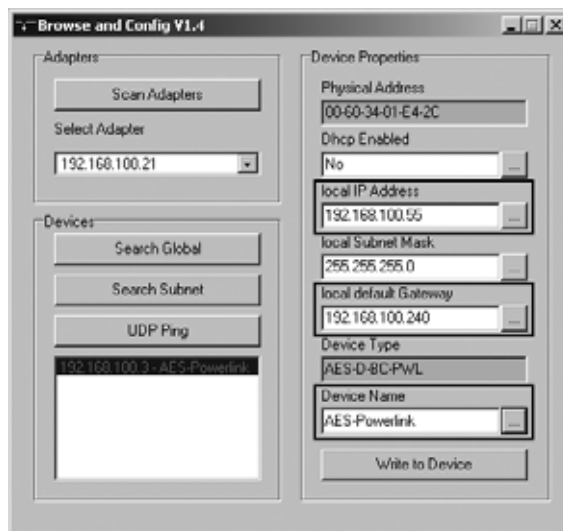 Browse and Config V1.4
Adapters
Scan Adapters
Select Adapter
192.168.100.21
Devices
Search Global
Search Subnet
UDP Ping
192.168.100.3 - AES-Powerlink
Device Properties
Physical Address
00-60-34-01-E4-2C
Dhcp Enabled
No
...
local IP Address
192.168.100.55
...
local Subnet Mask
255.255.255.0
...
local default Gateway
192.168.100.240
...
Device Type
AES-D-BC-PWL
Device Name
AES-Powerlink
...
Write to Device